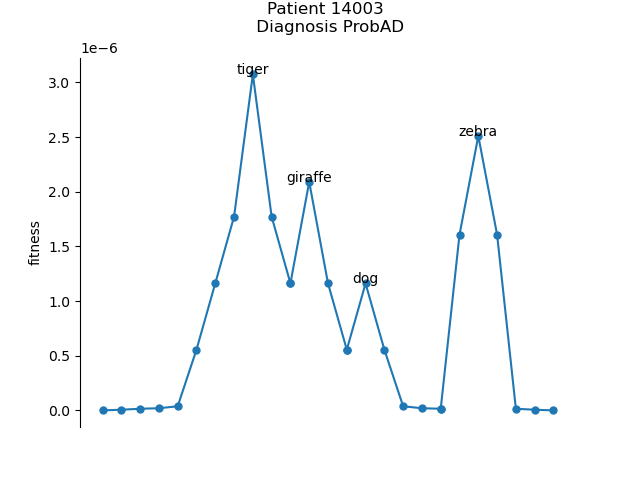 Patient 14003
Diagnosis ProbAD
1e−6
3.0
2.5
2.0
1.5
1.0
0.5
0.0
fitness
tiger
giraffe
dog
zebra